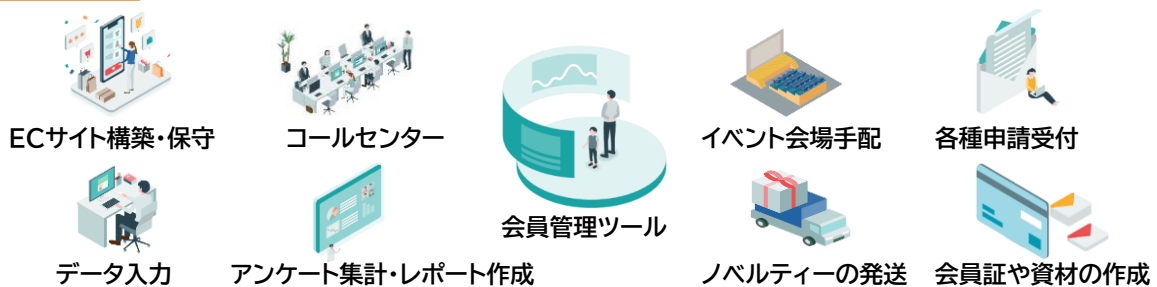 ECサイト構築・保守
コールセンター
会員管理ツール
イベント会場手配
各種申請受付
データ入力
アンケート集計・レポート作成
ノベルティーの発送
会員証や資材の作成